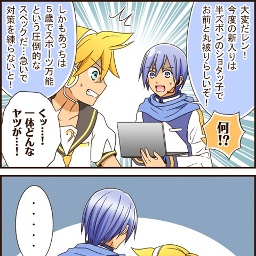 大変だレン！
今度の新入りは
半ズボンのショタッ子で
お前と丸被りらしいぞ！
何!?
しかもあっちは
５歳でスポーツ万能
という圧倒的な
スペックだ…急いで
対策を練らないと！
くッ…！
一体どんな
ヤツが…！
・・・・・・